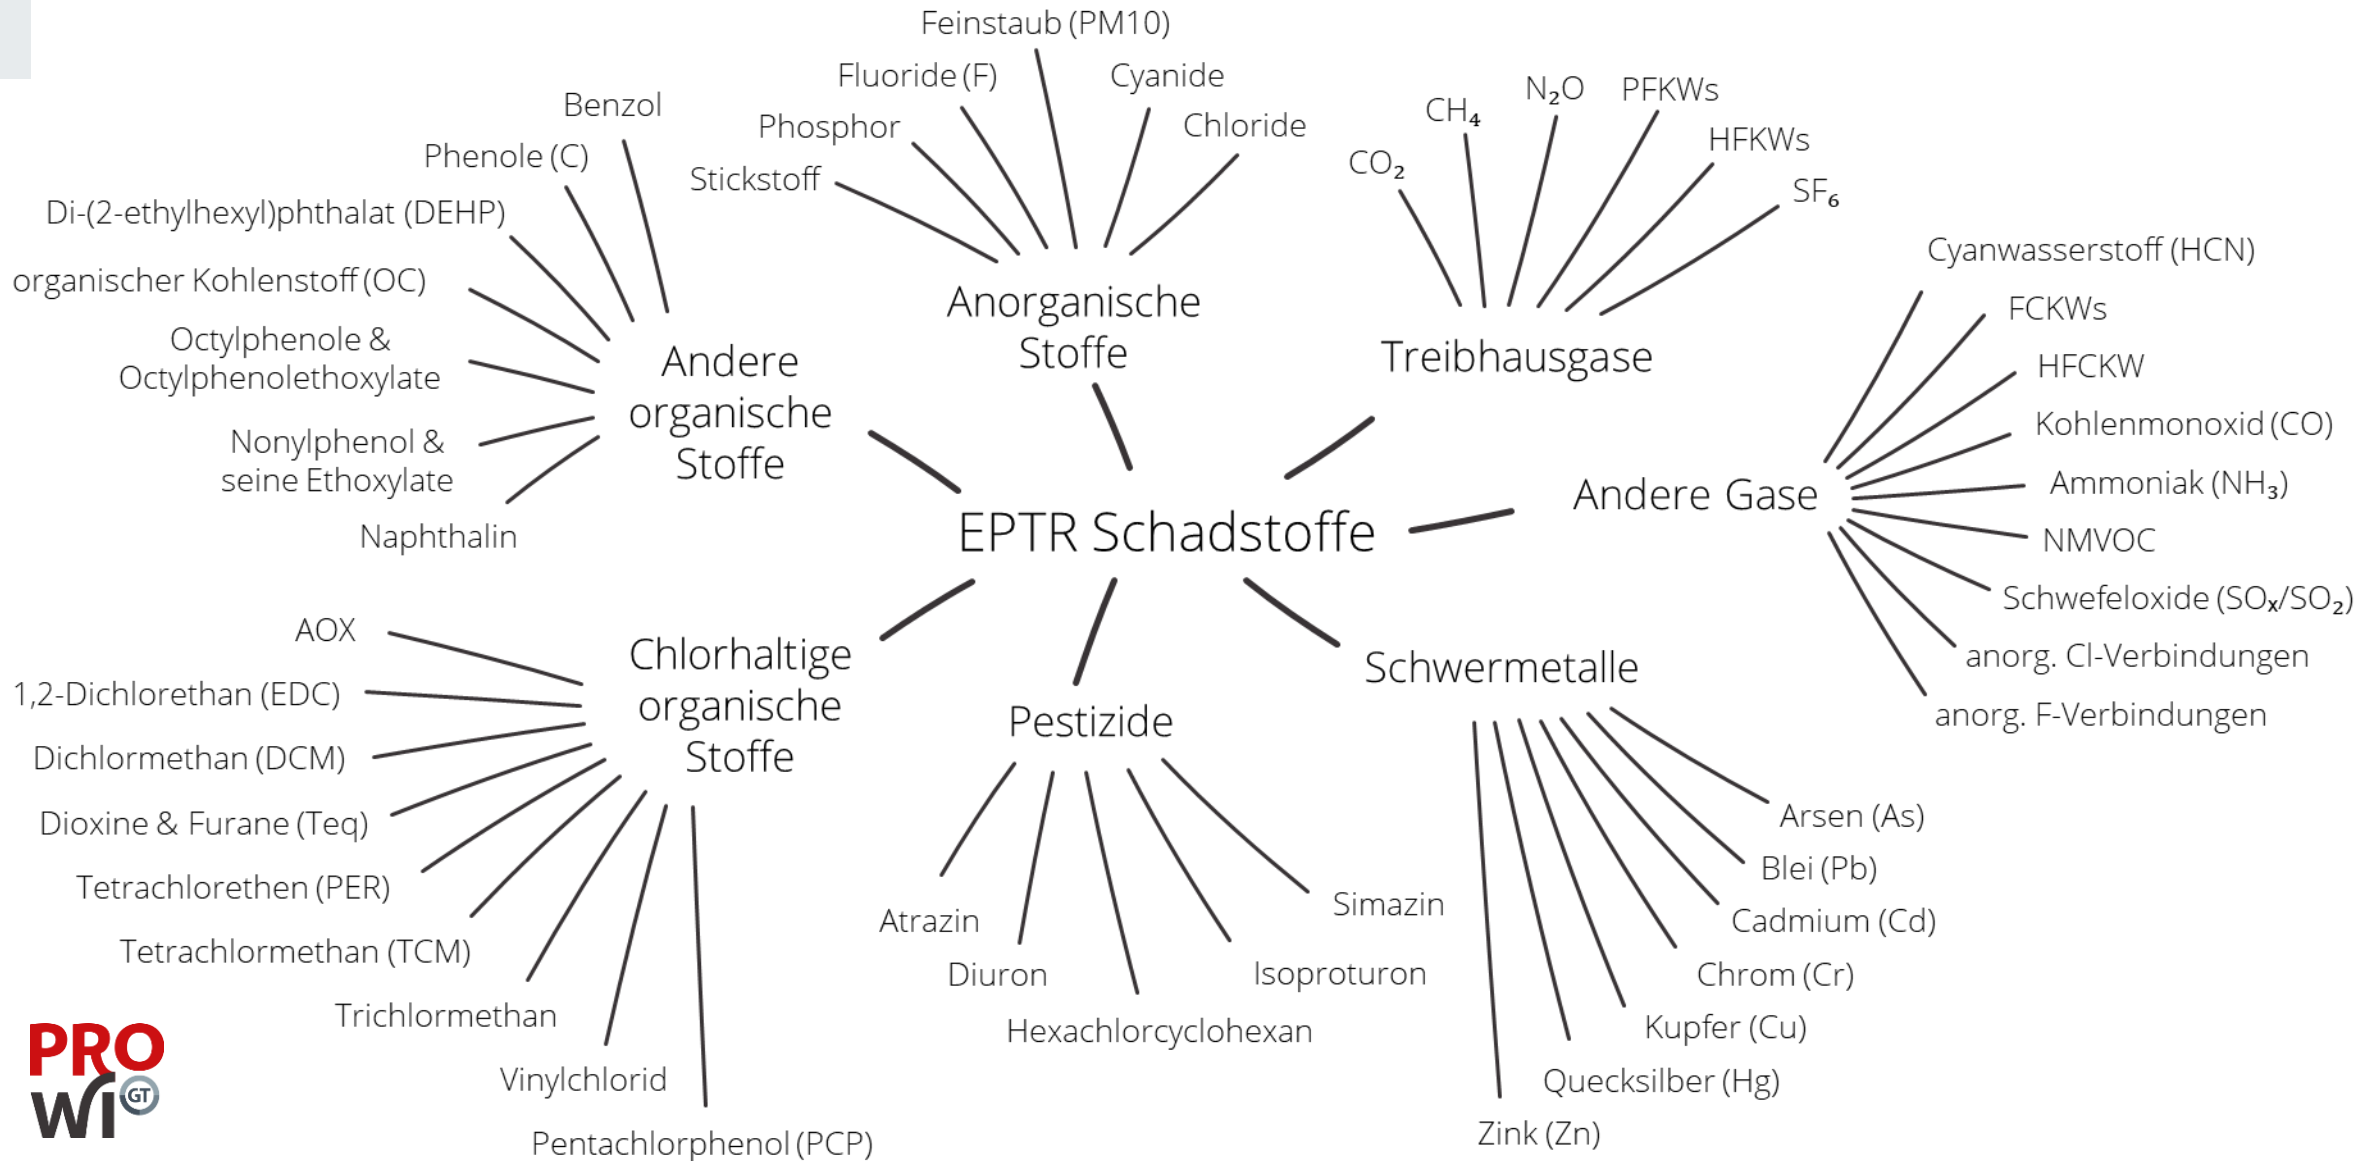 EPTR Schadstoffe
Anorganische
Stoffe
Stickstoff
Phosphor
Fluoride (F)
Feinstaub (PM10)
Cyanide
Chloride
Treibhausgase
CO₂
CH₄
N₂O
PFKWs
HFKWs
SF₆
Andere Gase
Cyanwasserstoff (HCN)
FCKWs
HFCKW
Kohlenmonoxid (CO)
Ammoniak (NH₃)
NMVOC
Schwefeloxide (SOₓ/SO₂)
anorg. Cl-Verbindungen
anorg. F-Verbindungen
Schwermetalle
Arsen (As)
Blei (Pb)
Cadmium (Cd)
Chrom (Cr)
Kupfer (Cu)
Quecksilber (Hg)
Zink (Zn)
Pestizide
Simazin
Isoproturon
Hexachlorcyclohexan
Diuron
Atrazin
Chlorhaltige
organische
Stoffe
AOX
1,2-Dichlorethan (EDC)
Dichlormethan (DCM)
Dioxine & Furane (Teq)
Tetrachlorethen (PER)
Tetrachlormethan (TCM)
Trichlormethan
Vinylchlorid
Pentachlorphenol (PCP)
Andere
organische
Stoffe
Benzol
Phenole (C)
Di-(2-ethylhexyl)phthalat (DEHP)
organischer Kohlenstoff (OC)
Octylphenole &
Octylphenolethoxylate
Nonylphenol &
seine Ethoxylate
Naphthalin
PRO
Wi GT